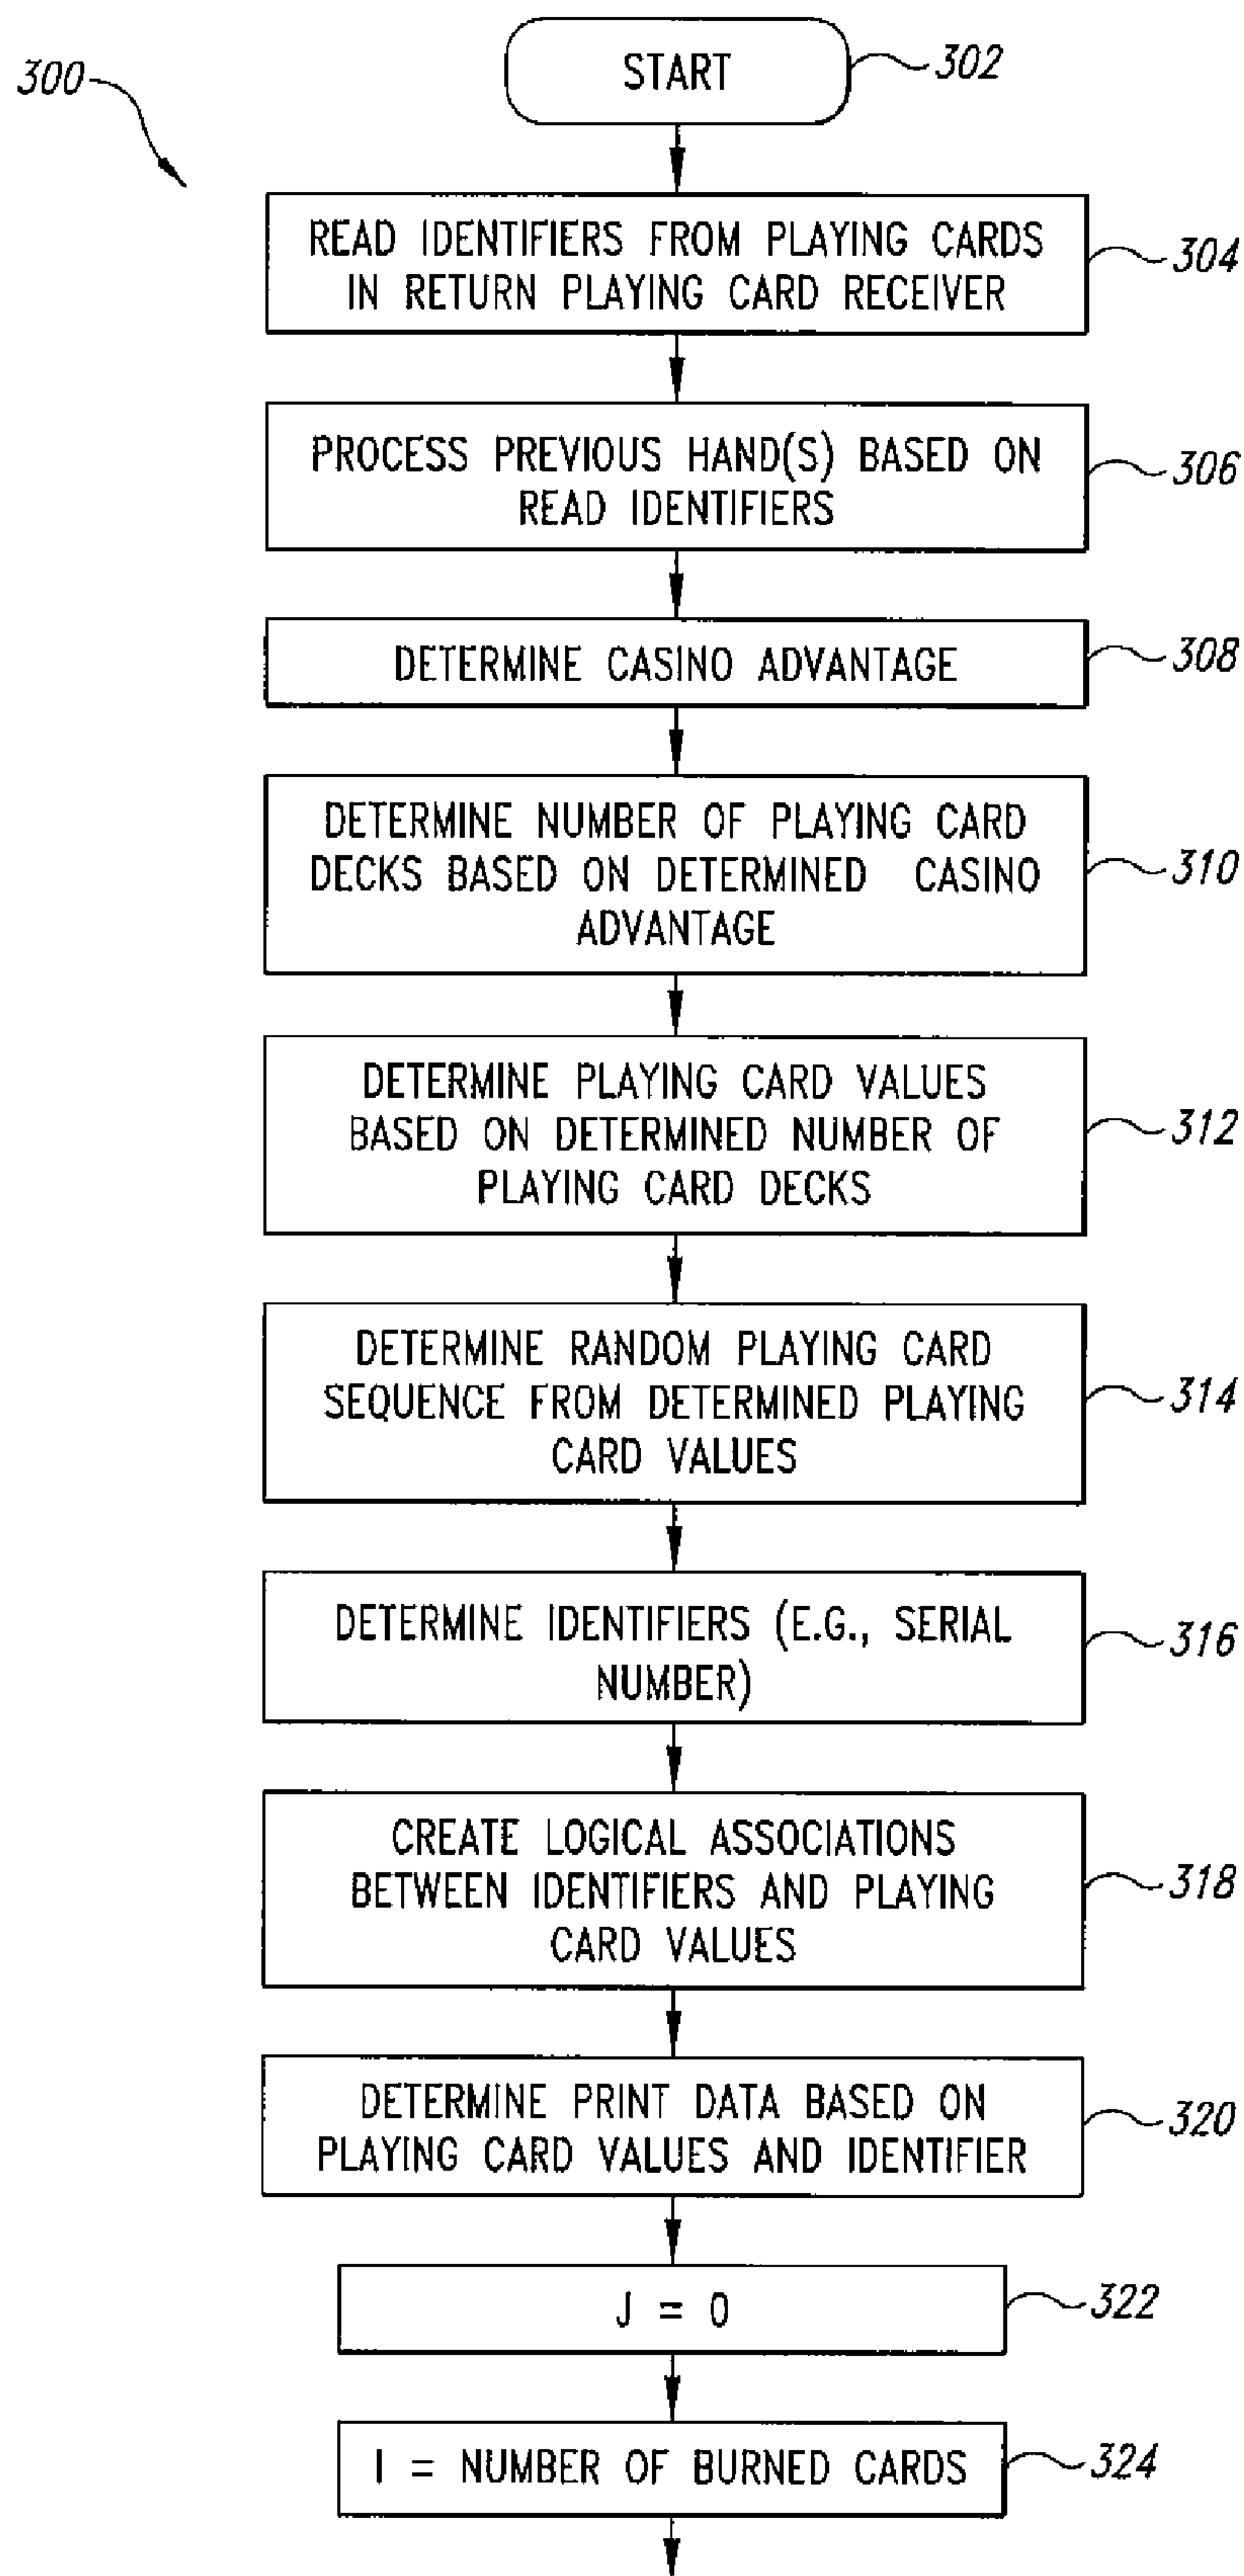 300
START
302
READ IDENTIFIERS FROM PLAYING CARDS
IN RETURN PLAYING CARD RECEIVER
304
PROCESS PREVIOUS HAND(S) BASED ON
READ IDENTIFIERS
306
DETERMINE CASINO ADVANTAGE
308
DETERMINE NUMBER OF PLAYING CARD
DECKS BASED ON DETERMINED CASINO
ADVANTAGE
310
DETERMINE PLAYING CARD VALUES
BASED ON DETERMINED NUMBER OF
PLAYING CARD DECKS
312
DETERMINE RANDOM PLAYING CARD
SEQUENCE FROM DETERMINED PLAYING
CARD VALUES
314
DETERMINE IDENTIFIERS (E.G., SERIAL
NUMBER)
316
CREATE LOGICAL ASSOCIATIONS
BETWEEN IDENTIFIERS AND PLAYING
CARD VALUES
318
DETERMINE PRINT DATA BASED ON
PLAYING CARD VALUES AND IDENTIFIER
320
J = 0
322
I = NUMBER OF BURNED CARDS
324